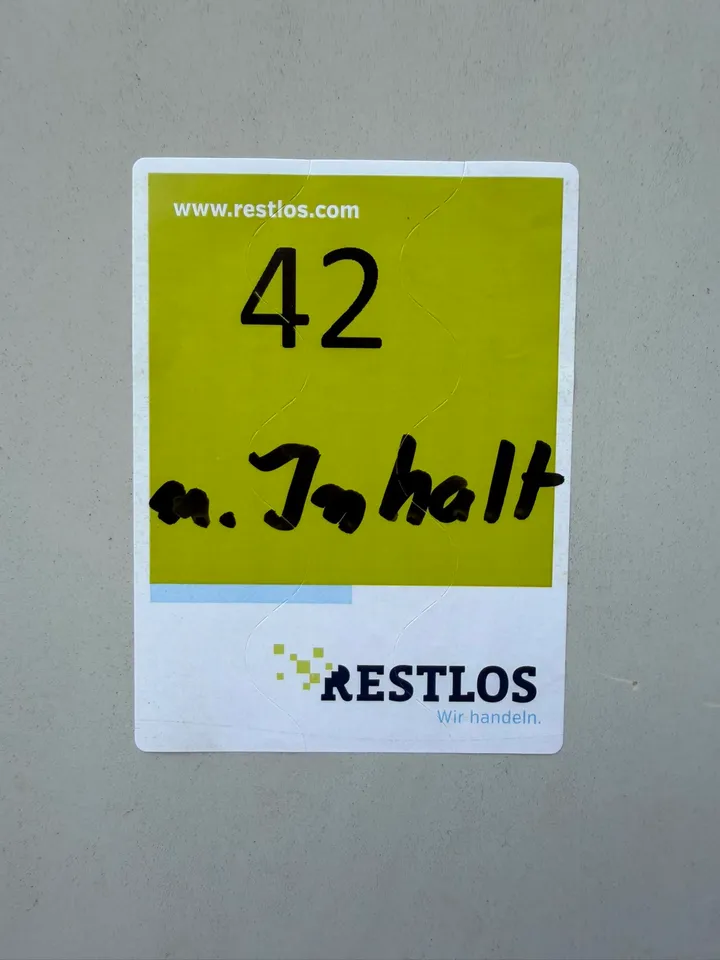 www.restlos.com
42
m. Inhalt
RESTLOS
Wir handeln.